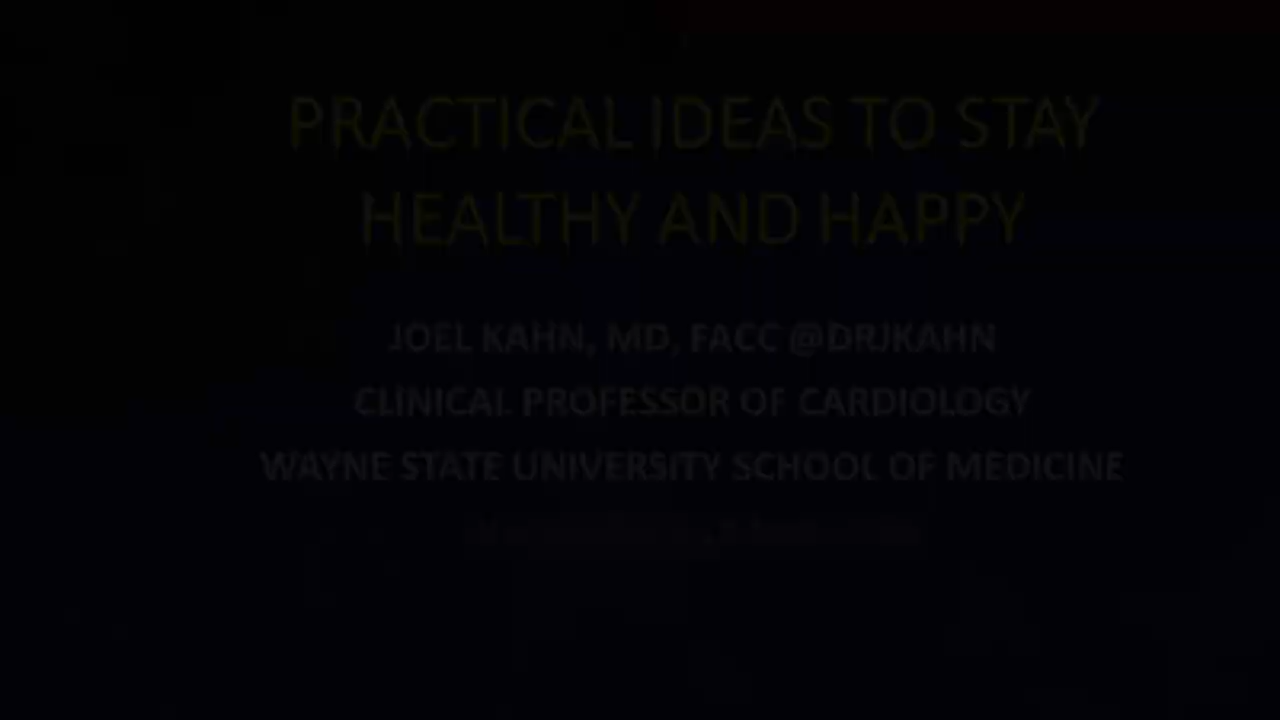 PRACTICAL IDEAS TO STAY
HEALTHY AND HAPPY
JOEL KAHN, MD, FACC @DRJKAHN
CLINICAL PROFESSOR OF CARDIOLOGY
WAYNE STATE UNIVERSITY SCHOOL OF MEDICINE